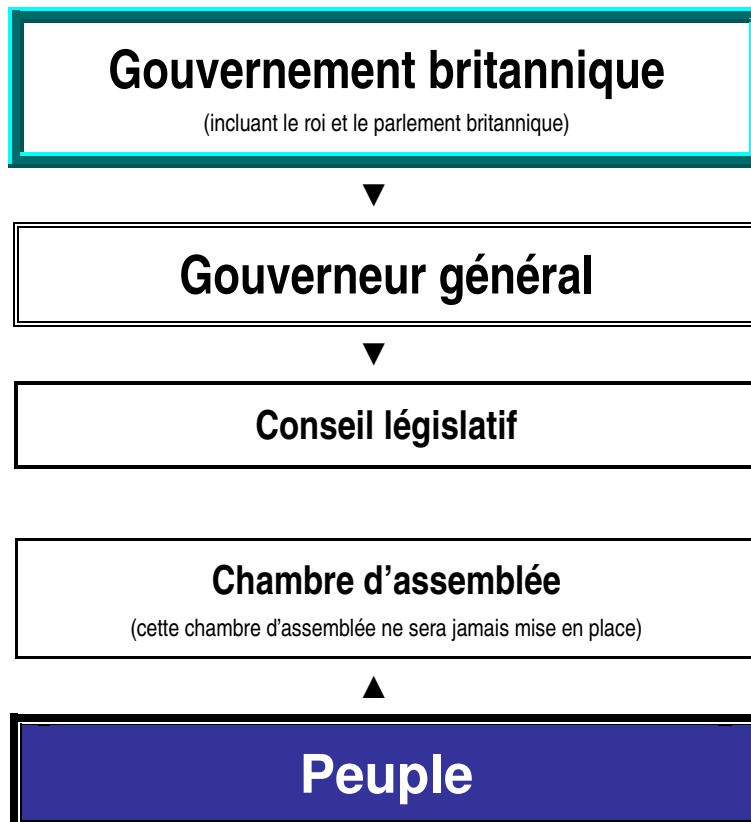 Gouvernement britannique
(incluant le roi et le parlement britannique)
▼
Gouverneur général
▼
Conseil législatif
Chambre d’assemblée
(cette chambre d’assemblée ne sera jamais mise en place)
▲
Peuple